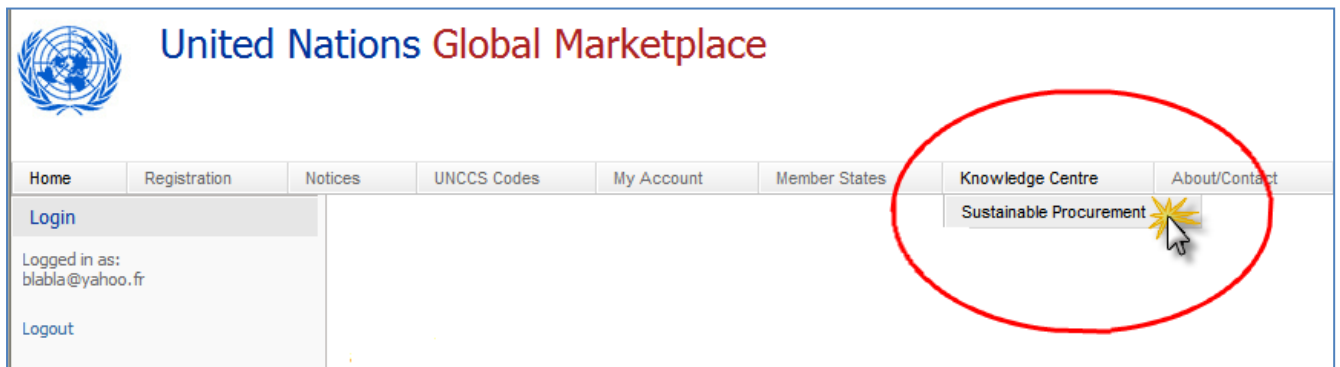 United Nations Global Marketplace
Home Registration Notices UNCCS Codes My Account Member States Knowledge Centre About/Contact
Login
Sustainable Procurement
Logged in as:
blabla@yahoo.fr
Logout